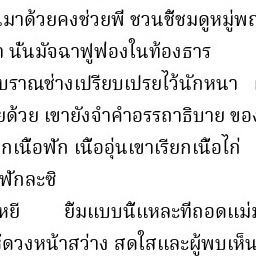 เมาด้วยคงช่วยพี่ ชวนชี้ชมดูหมู่
นั่นมัจฉาฟูฟ่องในท้องธาร
บราณช่างเปรียบเปรยไว้นักหนา
ด้วย เขายังจำคำอรรถาธิบาย ของ
เนื้อฟัก เนื้ออุ่นเขาเรียกเนื้อไก่
ฟักละซิ
ยิ้มแบบนี้แหละที่ถอดแม่
ดวงหน้าสว่าง สดใสและผู้พบเห็น